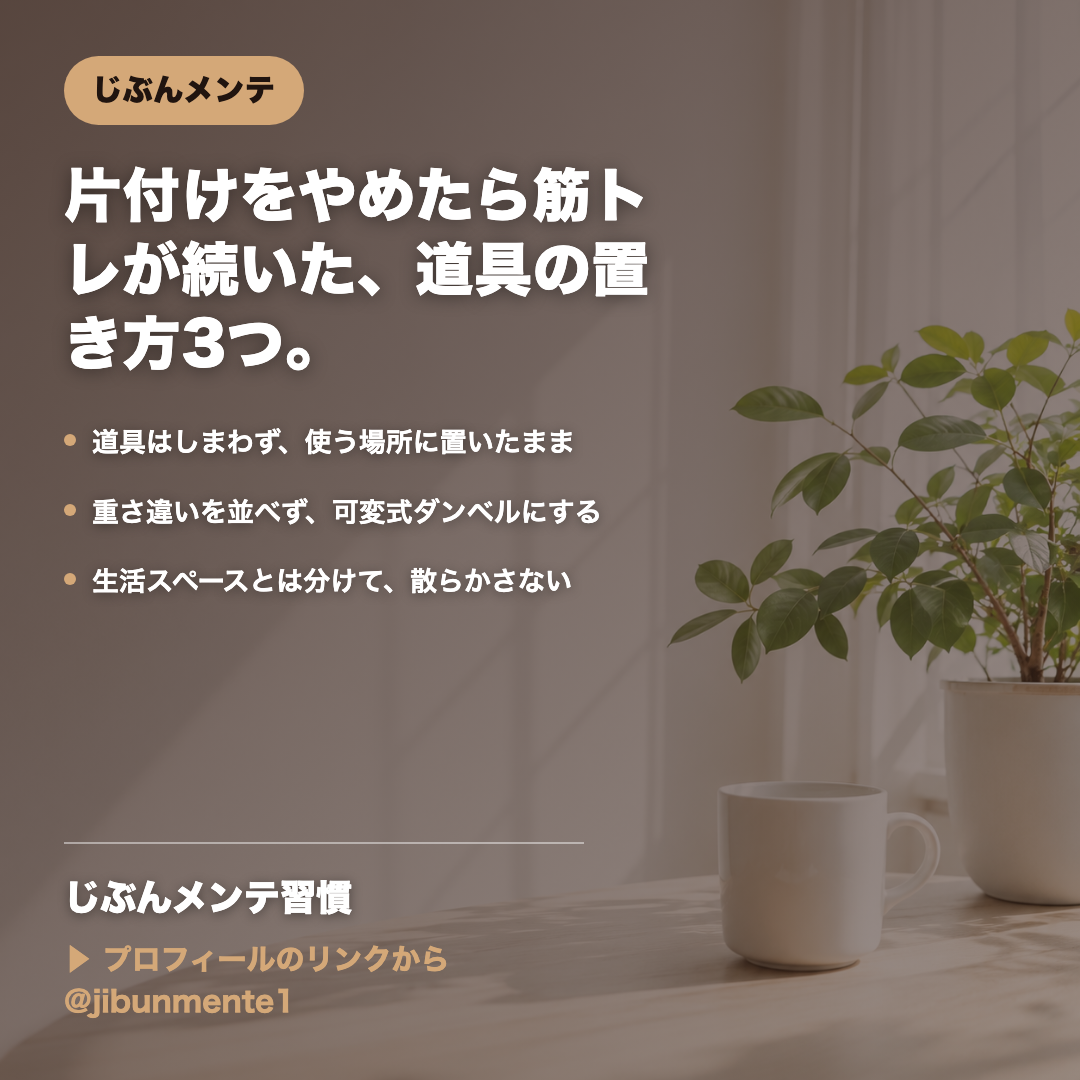 じぶんメンテ
片付けをやめたら筋ト
レが続いた、道具の置
き方3つ。
• 道具はしまわず、使う場所に置いたまま
• 重さ違いを並べず、可変式ダンベルにする
• 生活スペースとは分けて、散らかさない
じぶんメンテ習慣
▶ プロフィールのリンクから
@jibunmente1